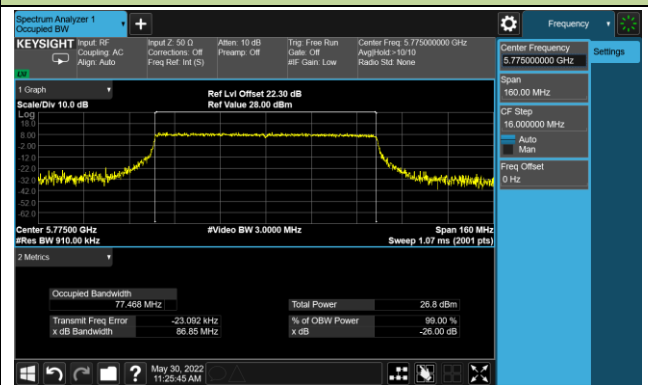 Spectrum Analyzer 1
Occupied BW
Frequency
KEYSIGHT
Input: RF
Coupling: AC
Align: Auto
Input Z: 50 Ω
Corrections: Off
Freq Ref: Int (S)
Atten: 10 dB
Preamp: Off
Trig: Free Run
Gate: Off
#IF Gain: Low
Center Freq: 5.775000000 GHz
Avg|Hold:>10/10
Radio Std: None
Center Frequency
5.775000000 GHz
Settings
Span
160.00 MHz
CF Step
16.000000 MHz
Auto
Man
Freq Offset
0 Hz
1 Graph
Scale/Div 10.0 dB
Ref Lvl Offset 22.30 dB
Ref Value 28.00 dBm
Log
18.0
8.00
-2.00
-12.0
-22.0
-32.0
-42.0
-52.0
-62.0
Center 5.77500 GHz
#Video BW 3.0000 MHz
Span 160 MHz
#Res BW 910.00 kHz
Sweep 1.07 ms (2001 pts)
2 Metrics
Occupied Bandwidth
77.468 MHz
Total Power 26.8 dBm
Transmit Freq Error -23.092 kHz
% of OBW Power 99.00 %
x dB Bandwidth 86.85 MHz
x dB -26.00 dB
?
May 30, 2022
11:25:45 AM